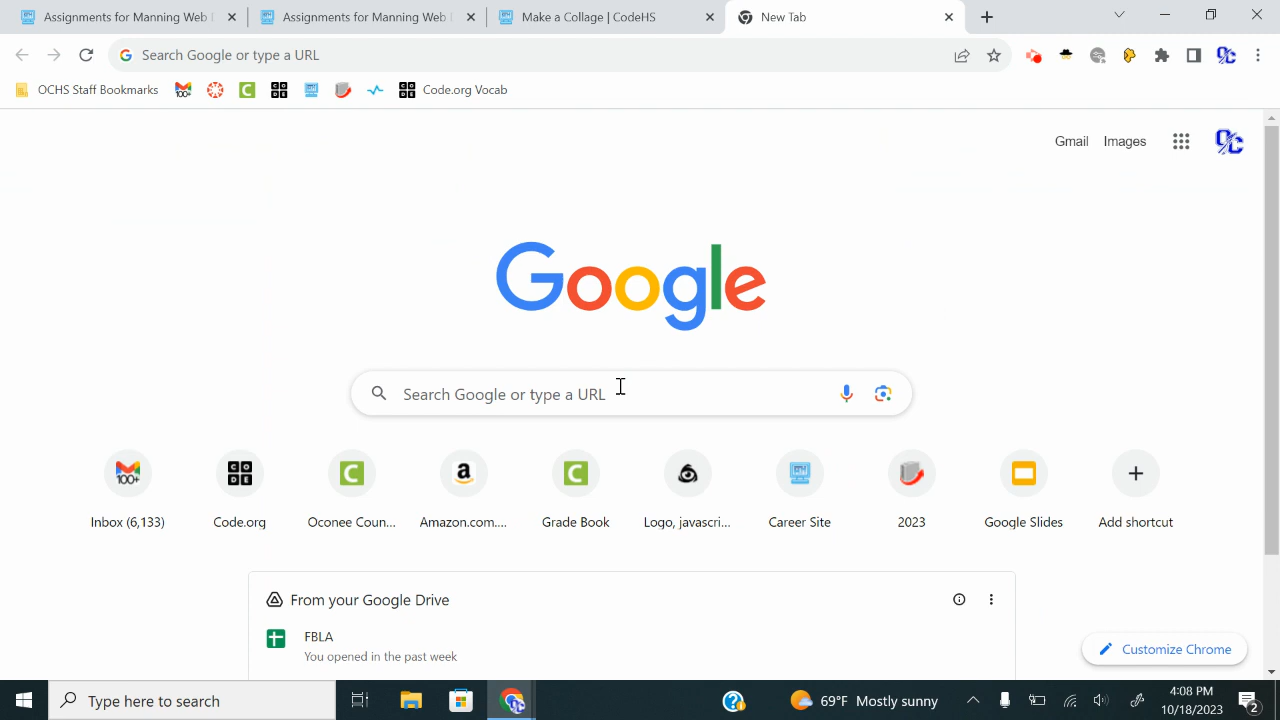 Assignments for Manning Web
Assignments for Manning Web
Make a Collage | CodeHS
New Tab
Search Google or type a URL
OCHS Staff Bookmarks
Code.org Vocab
Gmail
Images
Google
Search Google or type a URL
Inbox (6,133)
Code.org
Oconee Coun...
Amazon.com....
Grade Book
Logo, javascri...
Career Site
2023
Google Slides
Add shortcut
From your Google Drive
FBLA
You opened in the past week
Customize Chrome
Type here to search
69°F Mostly sunny
4:08 PM
10/18/2023
2